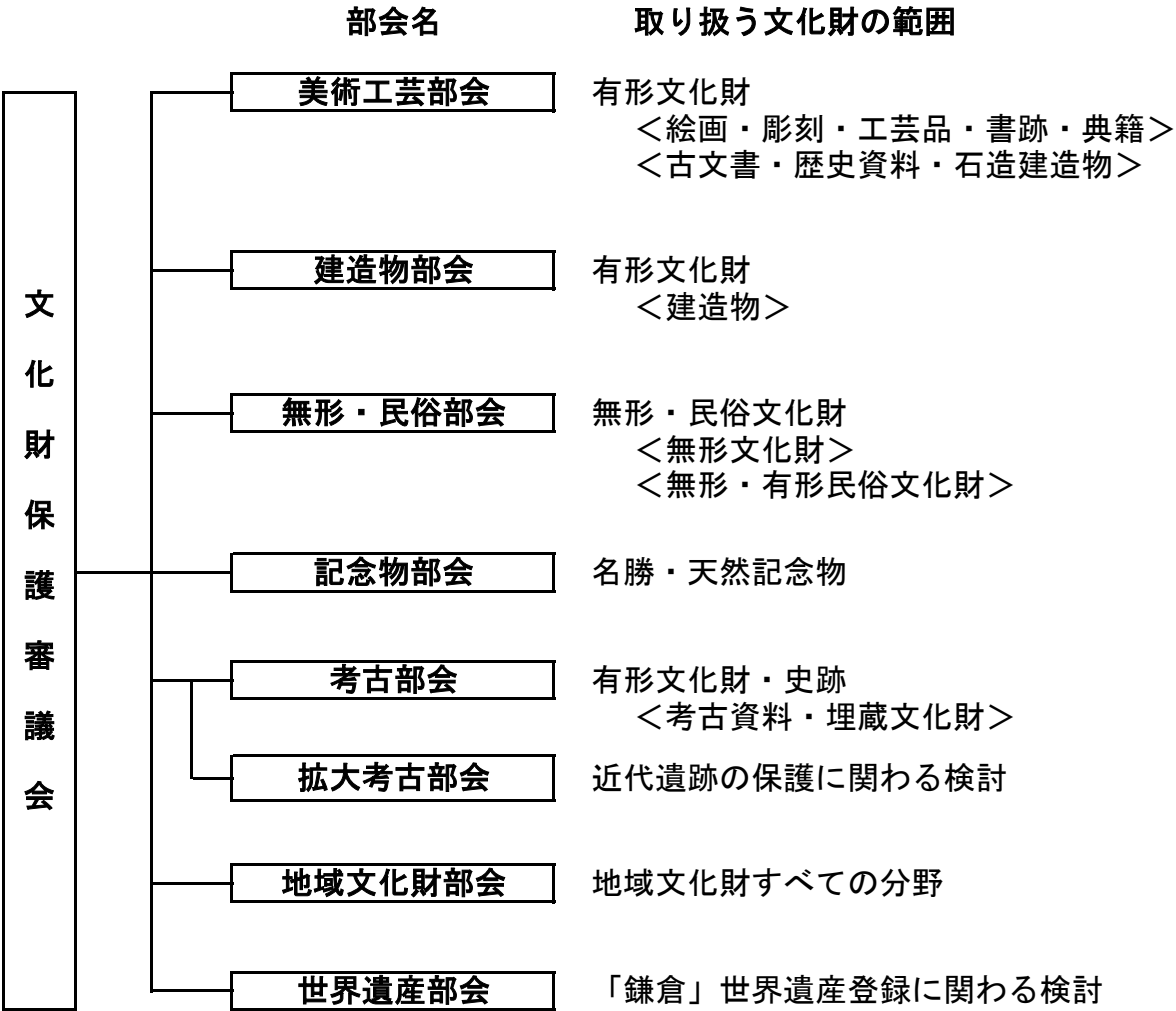 部会名 取り扱う文化財の範囲
文化財保護審議会
美術工芸部会 有形文化財
＜絵画・彫刻・工芸品・書跡・典籍＞
＜古文書・歴史資料・石造建造物＞
建造物部会 有形文化財
＜建造物＞
無形・民俗部会 無形・民俗文化財
＜無形文化財＞
＜無形・有形民俗文化財＞
記念物部会 名勝・天然記念物
考古部会 有形文化財・史跡
＜考古資料・埋蔵文化財＞
拡大考古部会 近代遺跡の保護に関わる検討
地域文化財部会 地域文化財すべての分野
世界遺産部会 「鎌倉」世界遺産登録に関わる検討